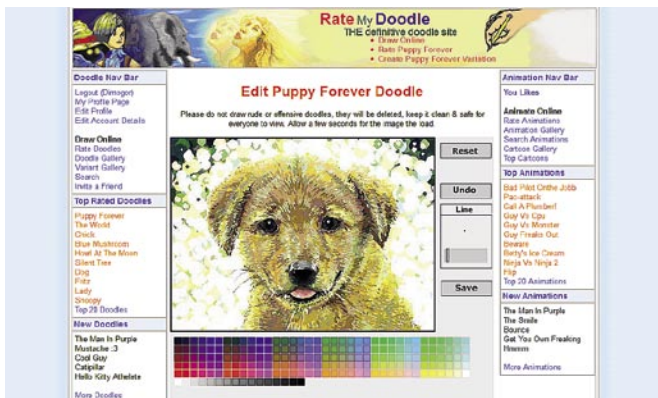 Rate My Doodle
THE definitive doodle site
Draw Online
Rate Puppy Forever
Create Puppy Forever Variation
Doodle Nav Bar
Logout (Dimagor)
My Profile Page
Edit Profile
Edit Account Details
Draw Online
Rate Doodles
Doodle Gallery
Variant Gallery
Search
Invite a Friend
Top Rated Doodles
Puppy Forever
The World
Chick
Blue Mushroom
Howl At The Moon
Silent Tree
Dog
Fritz
Lady
Snoopy
Top 20 Doodles
New Doodles
The Man In Purple
Mustache :3
Cool Guy
Catipillar
Hello Kitty Athelete
More Doodles
Edit Puppy Forever Doodle
Please do not draw rude or offensive doodles, they will be deleted, keep it clean & safe for
everyone to view. Allow a few seconds for the image the load.
Reset
Undo
Line
Save
Animation Nav Bar
You Likes
Animate Online
Rate Animations
Animation Gallery
Search Animations
Cartoon Gallery
Top Cartoons
Top Animations
Bad Pilot Onthe Jobb
Pac-attack
Call A Plumber!
Guy Vs Cpu
Guy Vs Monster
Guy Freaks Out
Beware
Betty's Ice Cream
Ninja Vs Ninja 2
Flip
Top 20 Animations
New Animations
The Man In Purple
The Smile
Bounce
Get You Own Freaking
Hmmm
More Animations